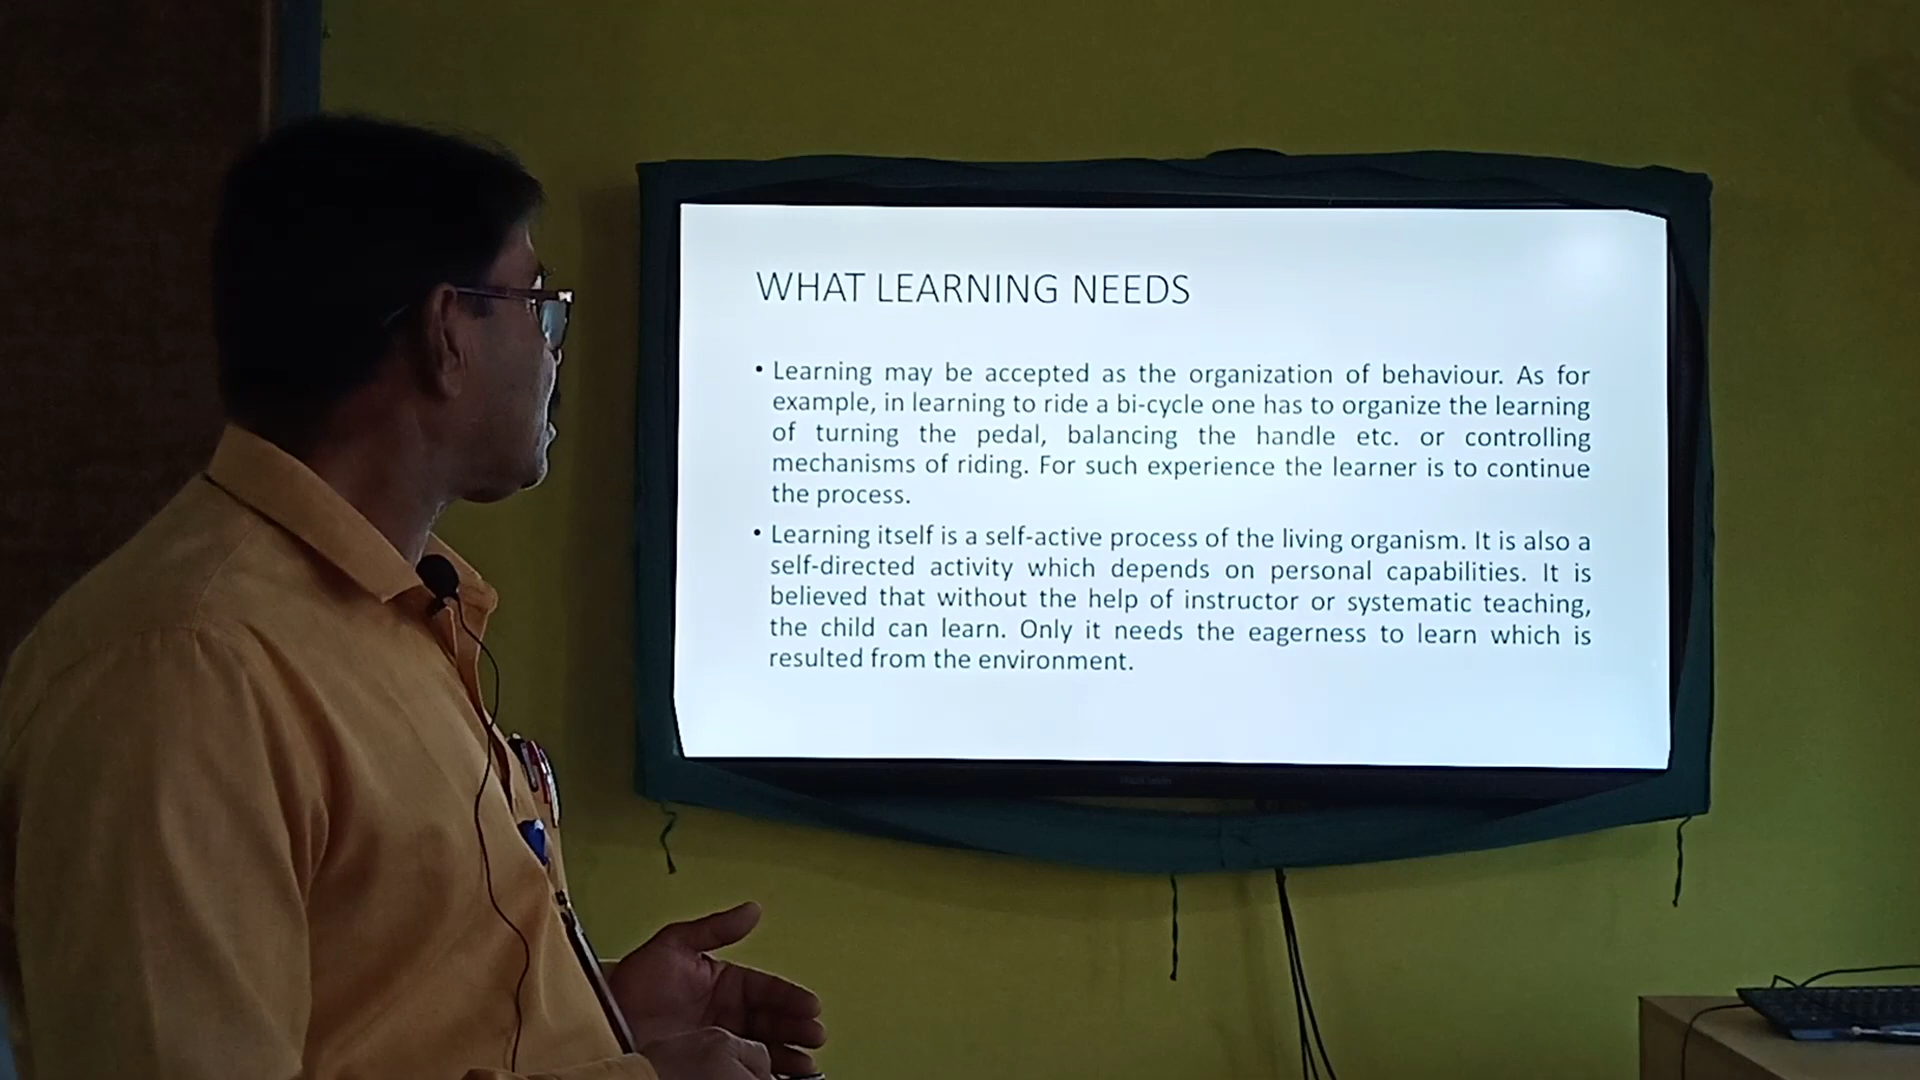 WHAT LEARNING NEEDS
• Learning may be accepted as the organization of behaviour. As for
example, in learning to ride a bi-cycle one has to organize the learning
of turning the pedal, balancing the handle etc. or controlling
mechanisms of riding. For such experience the learner is to continue
the process.
• Learning itself is a self-active process of the living organism. It is also a
self-directed activity which depends on personal capabilities. It is
believed that without the help of instructor or systematic teaching,
the child can learn. Only it needs the eagerness to learn which is
resulted from the environment.